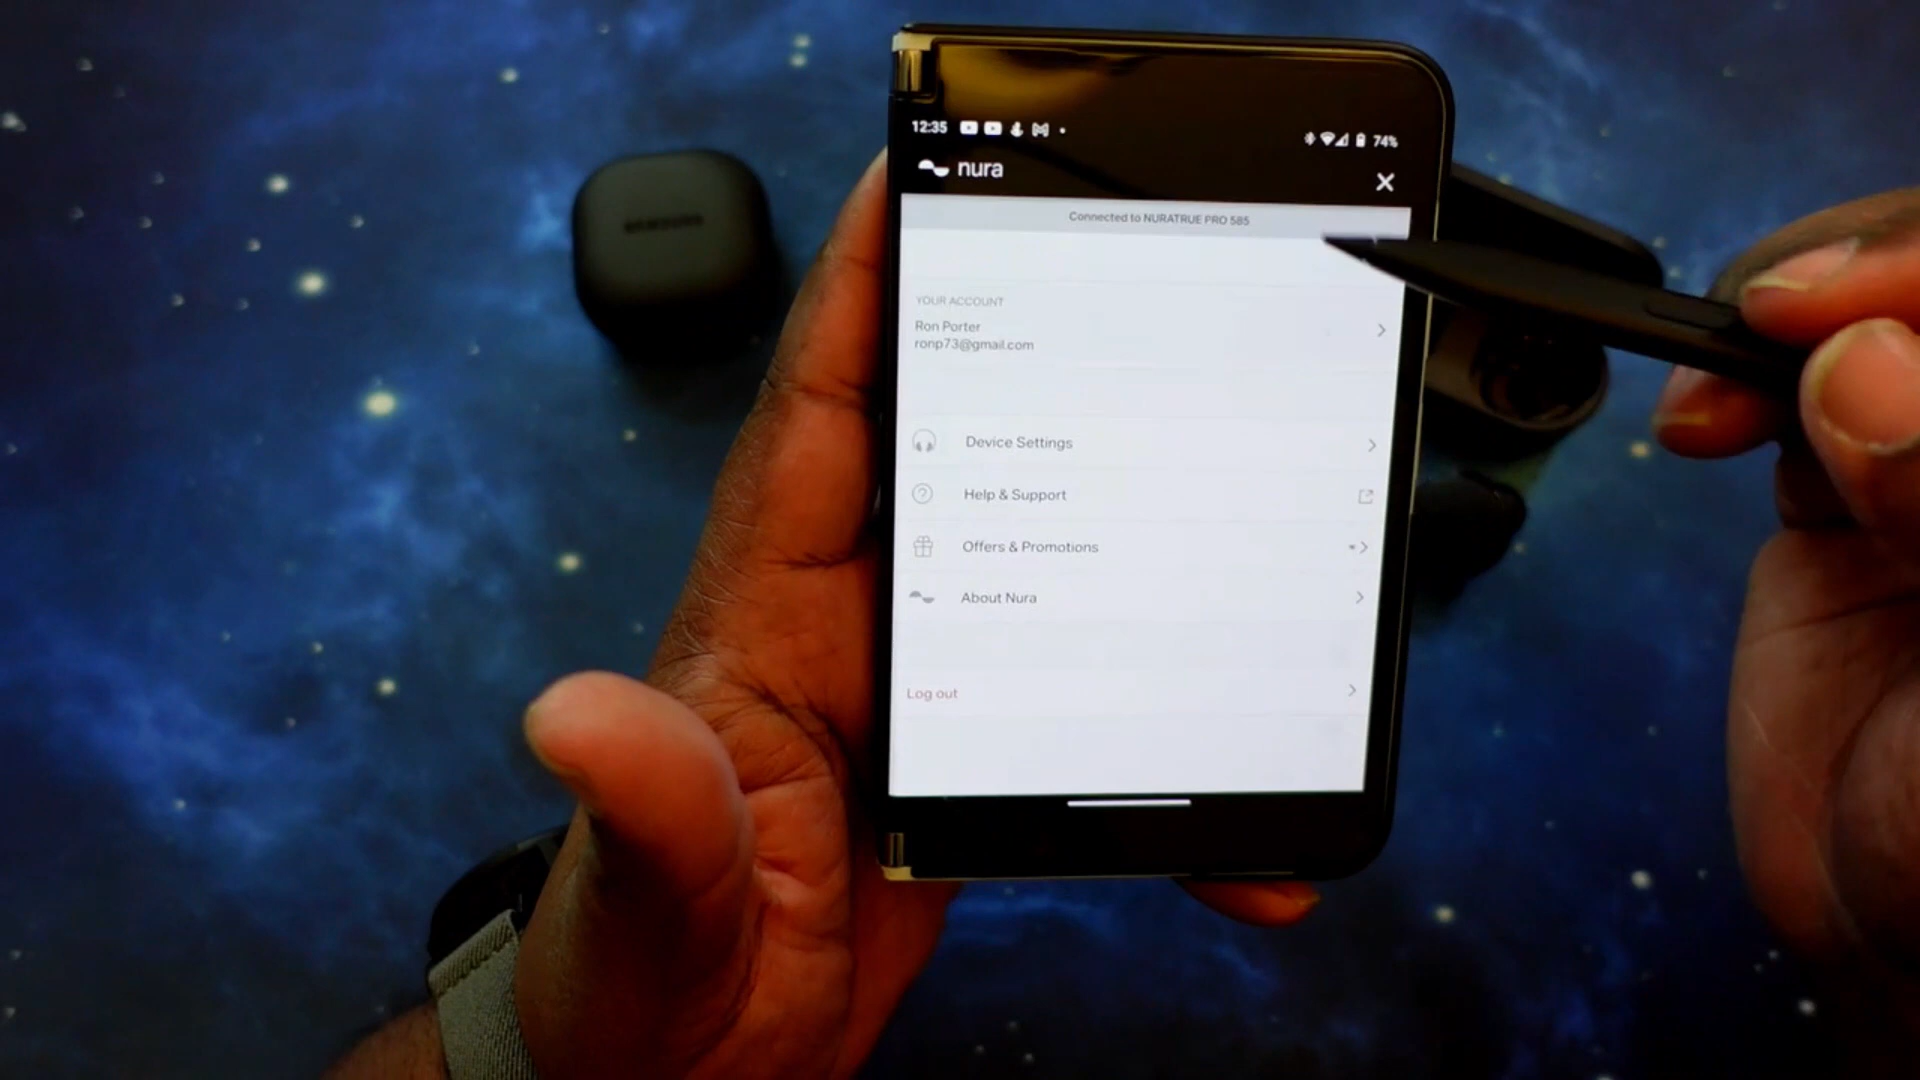 SAMSUNG
12:35
74%
nura
Connected to NURATRUE PRO 585
YOUR ACCOUNT
Ron Porter
ronp73@gmail.com
Device Settings
Help & Support
Offers & Promotions
About Nura
Log out